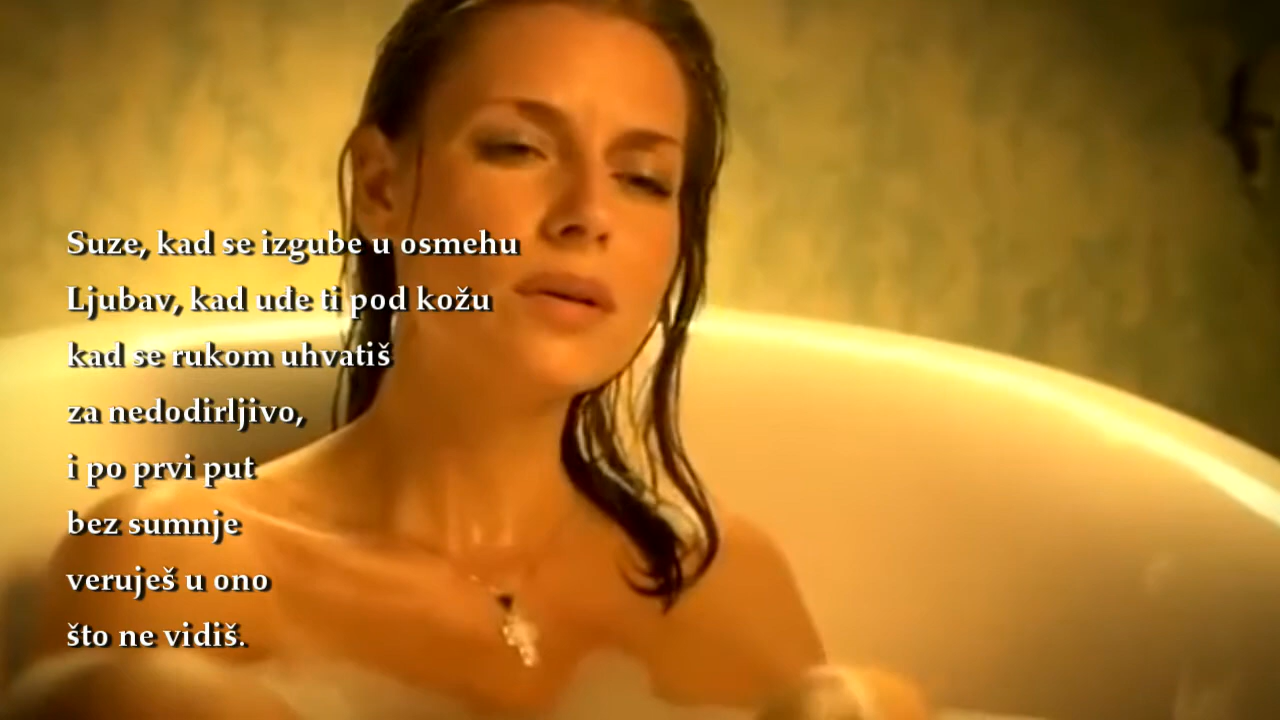 Suze, kad se izgube u osmehu
Ljubav, kad uđe ti pod kožu
kad se rukom uhvatiš
za nedodirljivo,
i po prvi put
bez sumnje
veruješ u ono
što ne vidiš.